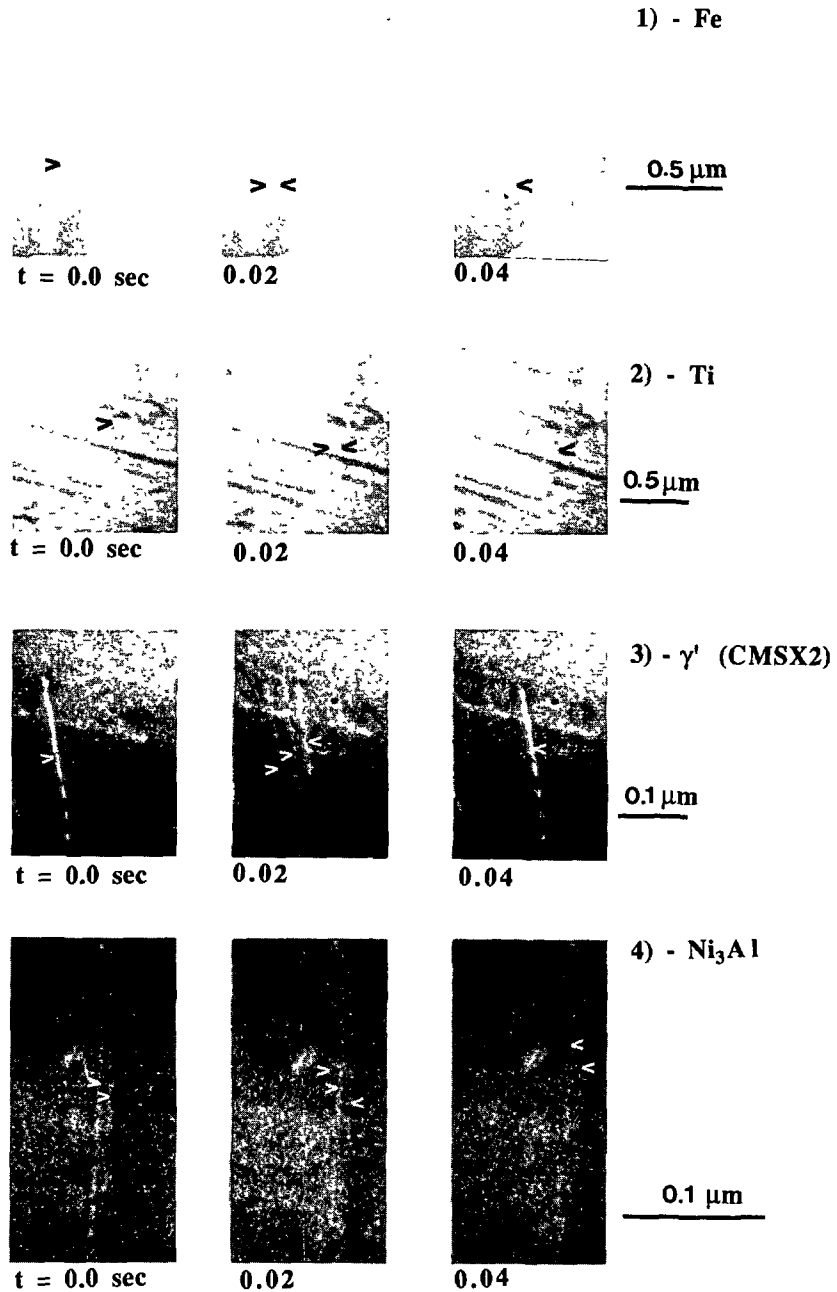 1) - Fe
> > < <
0.5 µm
t = 0.0 sec 0.02 0.04
2) - Ti
> > < <
0.5 µm
t = 0.0 sec 0.02 0.04
3) - γ' (CMSX2)
> > > < <
0.1 µm
t = 0.0 sec 0.02 0.04
4) - Ni₃Al
> > > > < < <
0.1 µm
t = 0.0 sec 0.02 0.04